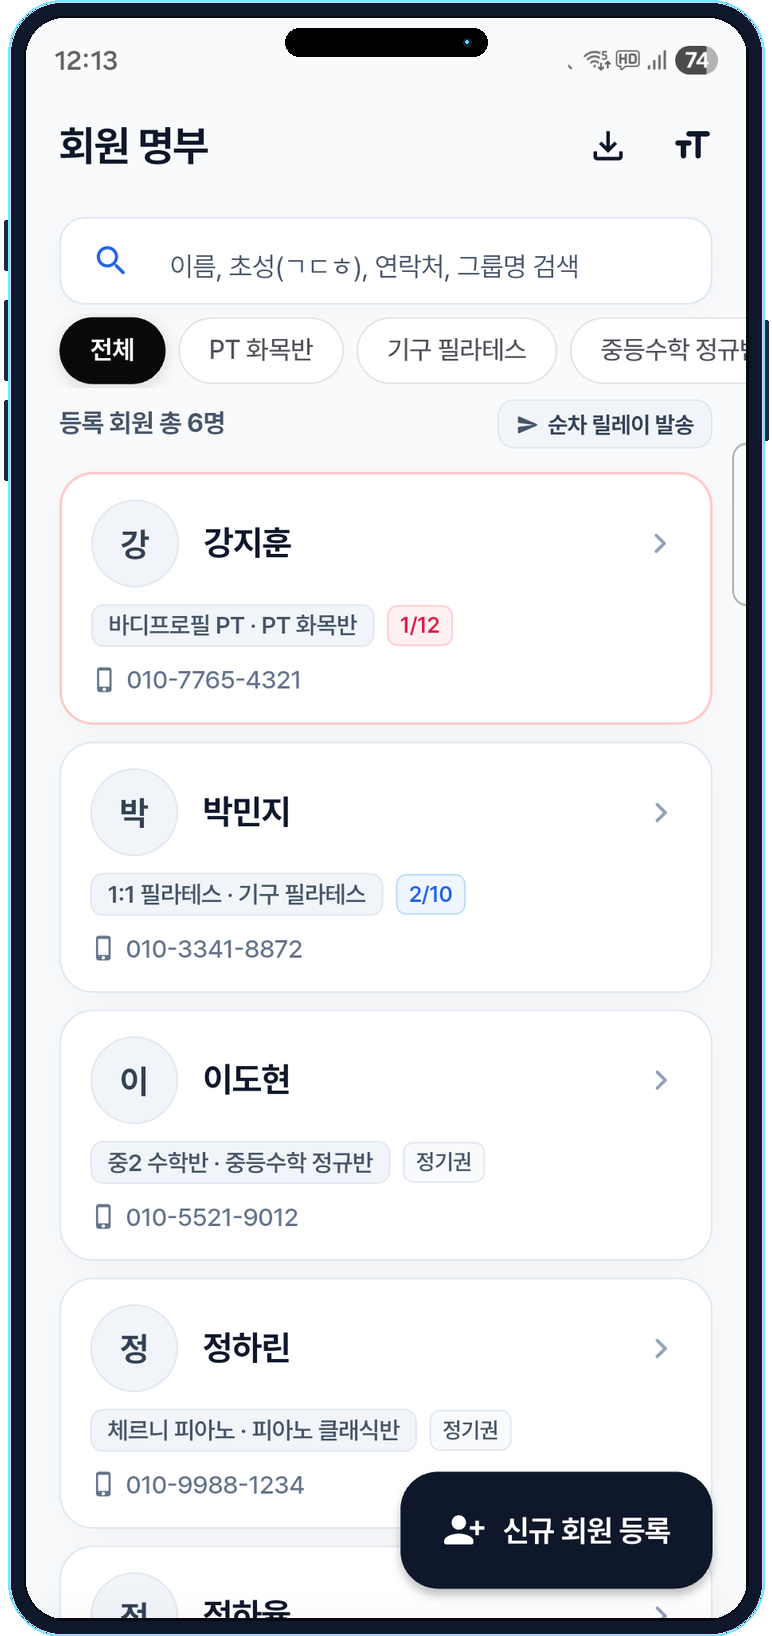 12:13
HD
74
회원 명부
이름, 초성(ㄱㄷㅎ), 연락처, 그룹명 검색
전체 PT 화목반 기구 필라테스 중등수학 정규반
등록 회원 총 6명
순차 릴레이 발송
강 강지훈
바디프로필 PT · PT 화목반 1/12
010-7765-4321
박 박민지
1:1 필라테스 · 기구 필라테스 2/10
010-3341-8872
이 이도현
중2 수학반 · 중등수학 정규반 정기권
010-5521-9012
정 정하린
체르니 피아노 · 피아노 클래식반 정기권
010-9988-1234
신규 회원 등록